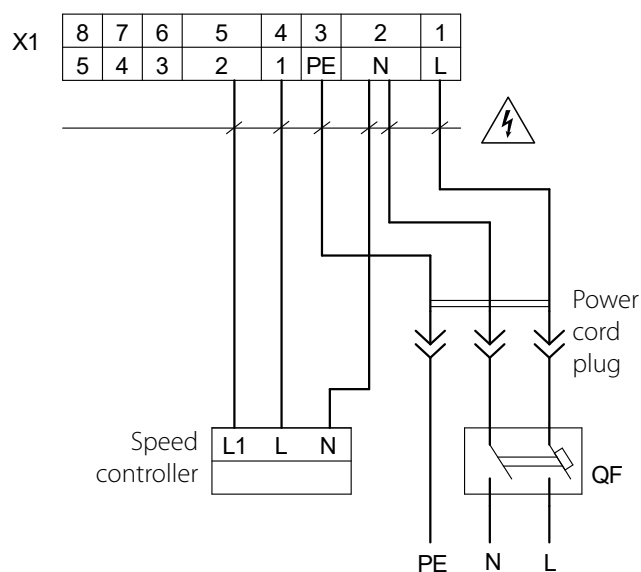 X1
8 7 6 5 4 3 2 1
5 4 3 2 1 PE N L
Power
cord
plug
Speed
controller
L1 L N
QF
PE N L